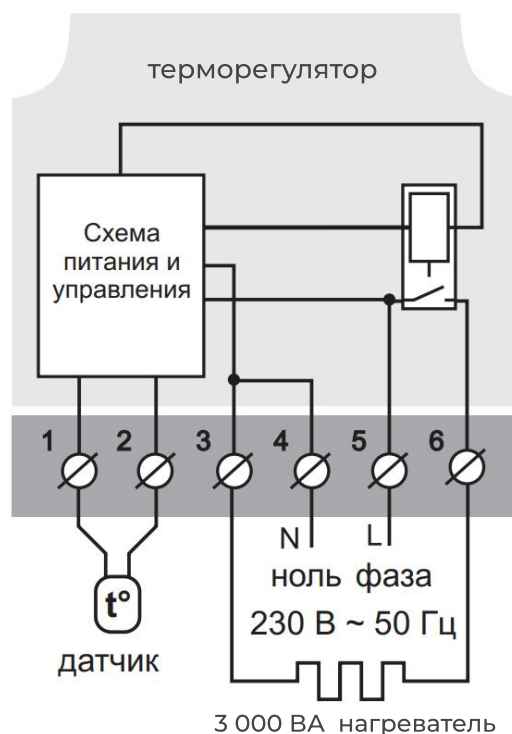 терморегулятор
Схема
питания и
управления
1 2 3 4 5 6
N L
ноль фаза
230 В ~ 50 Гц
t°
датчик
3 000 ВА нагреватель